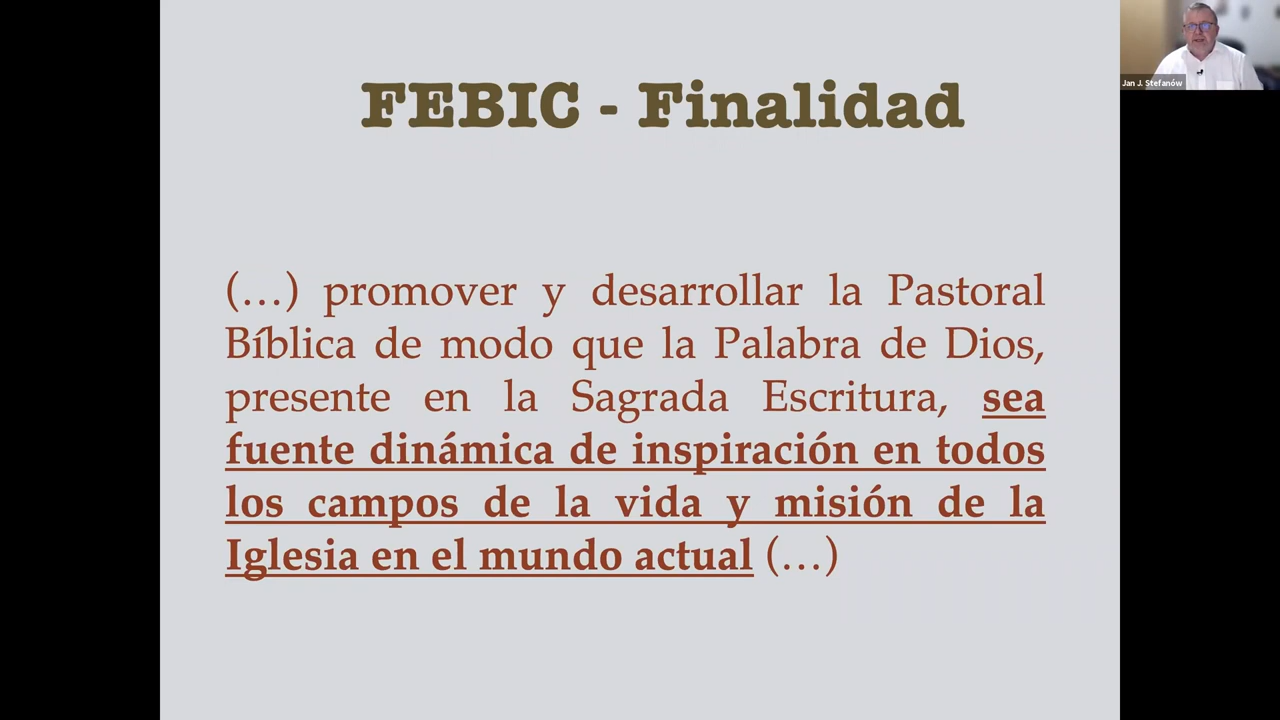 FEBIC - Finalidad
(…) promover y desarrollar la Pastoral
Bíblica de modo que la Palabra de Dios,
presente en la Sagrada Escritura, sea
fuente dinámica de inspiración en todos
los campos de la vida y misión de la
Iglesia en el mundo actual (…)
Jan J. Stefanów